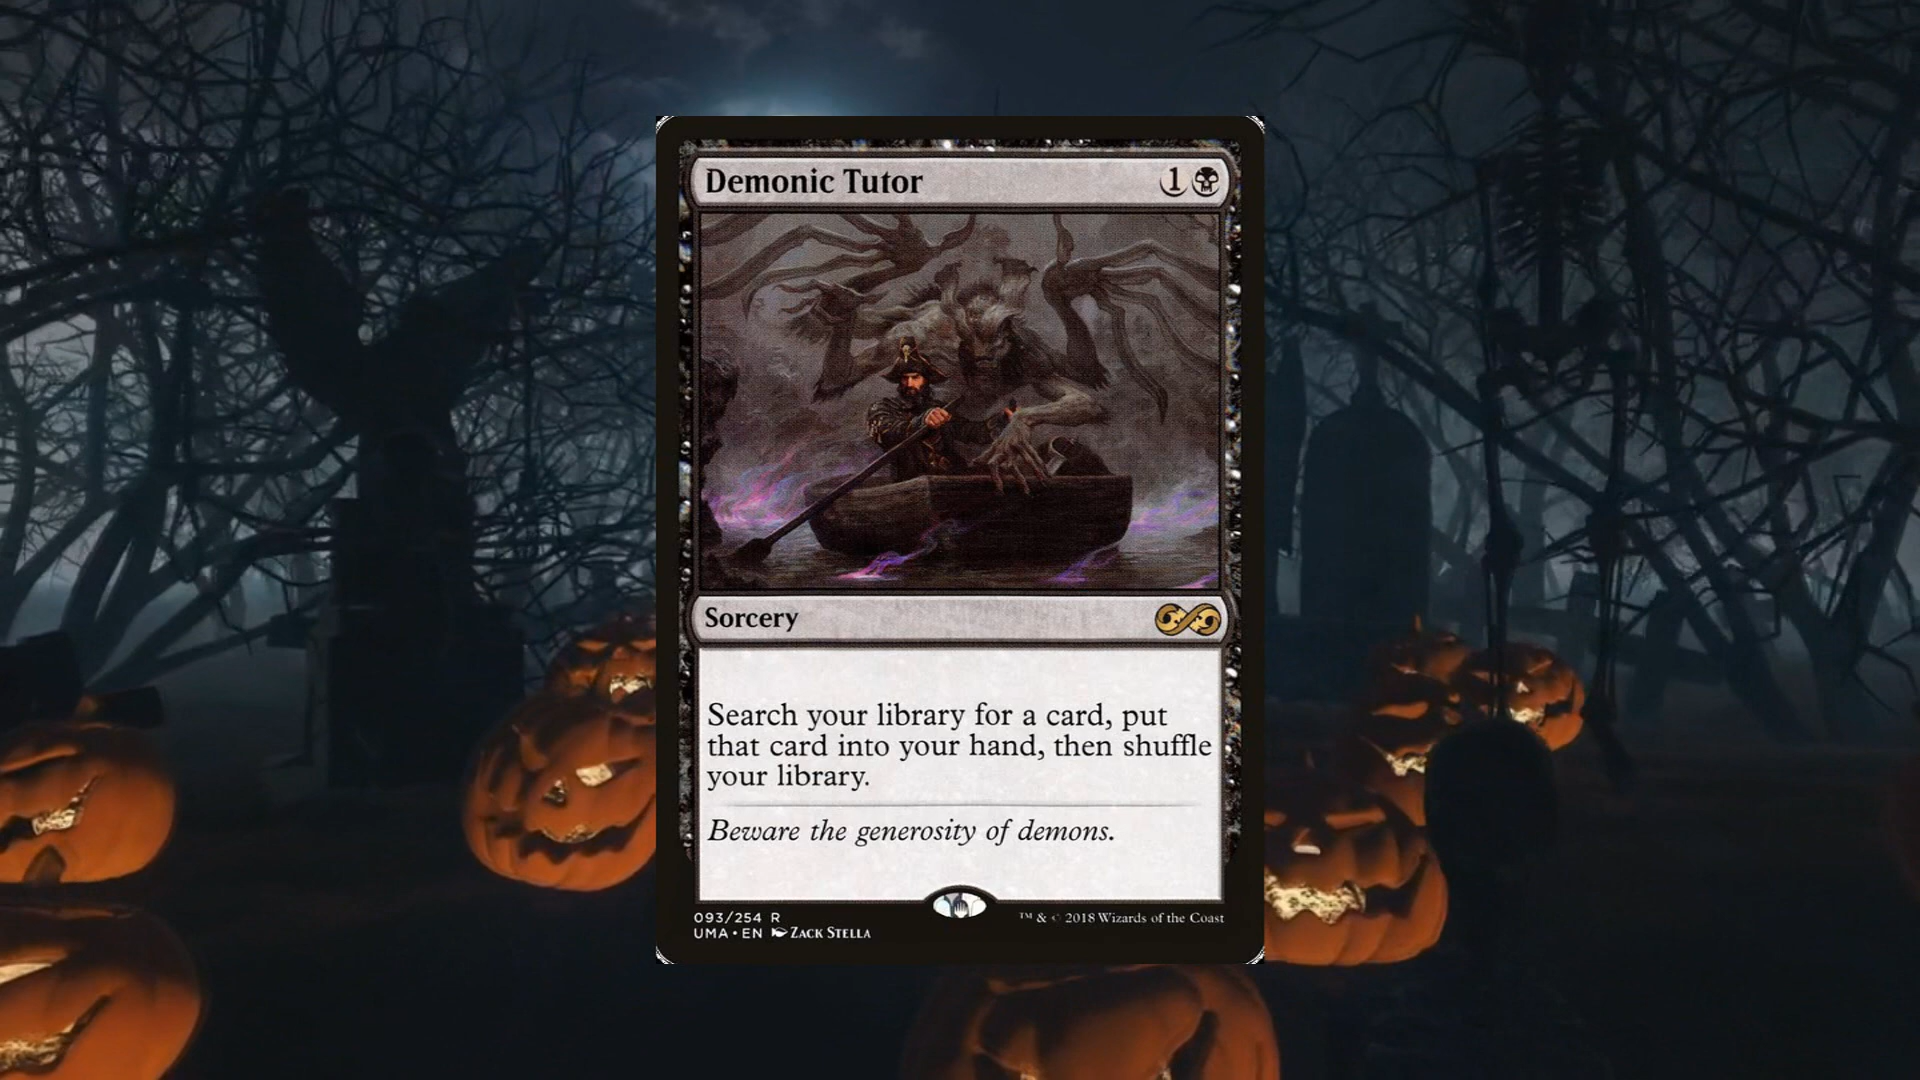 Demonic Tutor 1
Sorcery
Search your library for a card, put
that card into your hand, then shuffle
your library.
Beware the generosity of demons.
093/254 R
UMA • EN ZACK STELLA
™ & © 2018 Wizards of the Coast